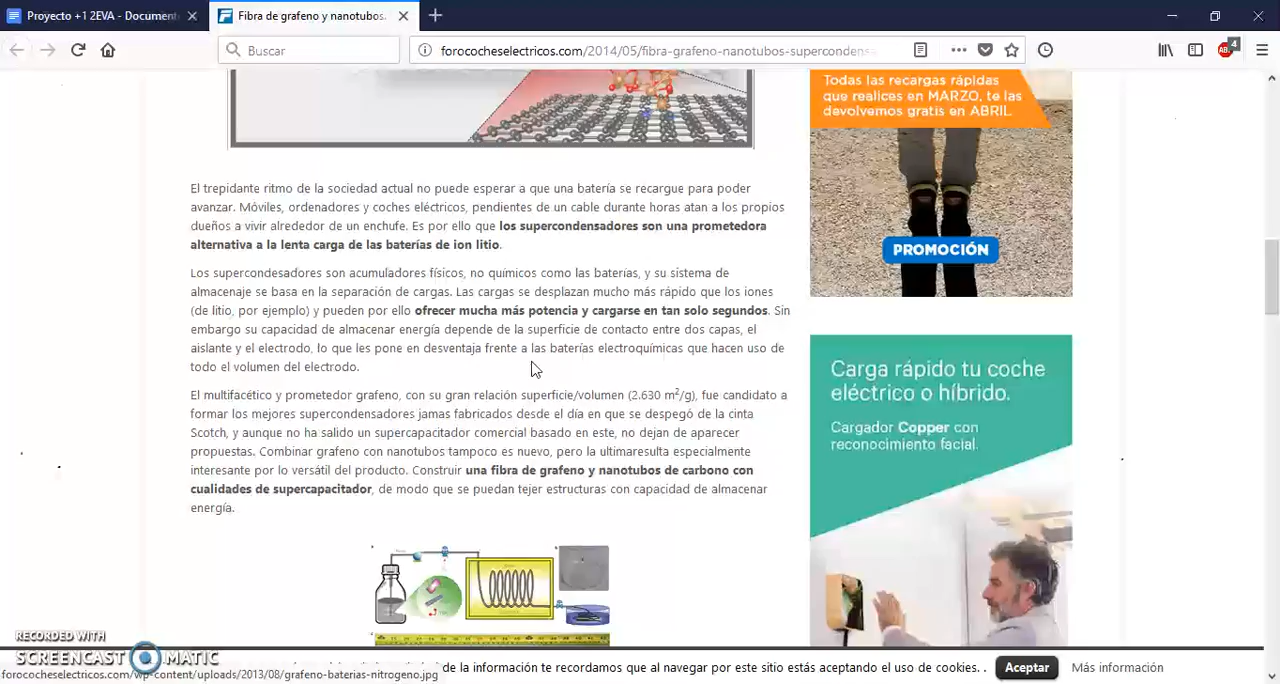 Proyecto +1 2EVA - Document
Fibra de grafeno y nanotubos.
Buscar
forococheselectricos.com/2014/05/fibra-grafeno-nanotubos-supercondens
4
Todas las recargas rápidas
que realices en MARZO, te las
devolvemos gratis en ABRIL.
PROMOCIÓN
El trepidante ritmo de la sociedad actual no puede esperar a que una batería se recargue para poder
avanzar. Móviles, ordenadores y coches eléctricos, pendientes de un cable durante horas atan a los propios
dueños a vivir alrededor de un enchufe. Es por ello que los supercondensadores son una prometedora
alternativa a la lenta carga de las baterías de ion litio.
Los supercondesadores son acumuladores físicos, no químicos como las baterías, y su sistema de
almacenaje se basa en la separación de cargas. Las cargas se desplazan mucho más rápido que los iones
(de litio, por ejemplo) y pueden por ello ofrecer mucha más potencia y cargarse en tan solo segundos. Sin
embargo su capacidad de almacenar energía depende de la superficie de contacto entre dos capas, el
aislante y el electrodo, lo que les pone en desventaja frente a las baterías electroquímicas que hacen uso de
todo el volumen del electrodo.
El multifacético y prometedor grafeno, con su gran relación superficie/volumen (2.630 m²/g), fue candidato a
formar los mejores supercondensadores jamas fabricados desde el día en que se despegó de la cinta
Scotch, y aunque no ha salido un supercapacitador comercial basado en este, no dejan de aparecer
propuestas. Combinar grafeno con nanotubos tampoco es nuevo, pero la ultimaresulta especialmente
interesante por lo versátil del producto. Construir una fibra de grafeno y nanotubos de carbono con
cualidades de supercapacitador, de modo que se puedan tejer estructuras con capacidad de almacenar
energía.
Carga rápido tu coche
eléctrico o híbrido.
Cargador Copper con
reconocimiento facial.
RECORDED WITH
SCREENCAST O MATIC
de la información te recordamos que al navegar por este sitio estás aceptando el uso de cookies. .
Aceptar
Más información
forococheselectricos.com/wp-content/uploads/2013/08/grafeno-baterias-nitrogeno.jpg